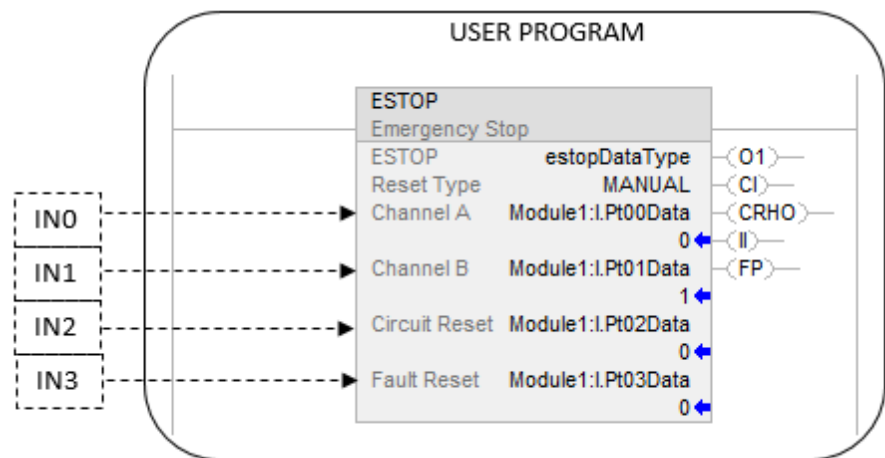 USER PROGRAM
ESTOP
Emergency Stop
ESTOP estopDataType (O1)
Reset Type MANUAL (CI)
IN0 Channel A Module1:I.Pt00Data (CRHO)
0 (II)
IN1 Channel B Module1:I.Pt01Data (FP)
1
IN2 Circuit Reset Module1:I.Pt02Data
0
IN3 Fault Reset Module1:I.Pt03Data
0